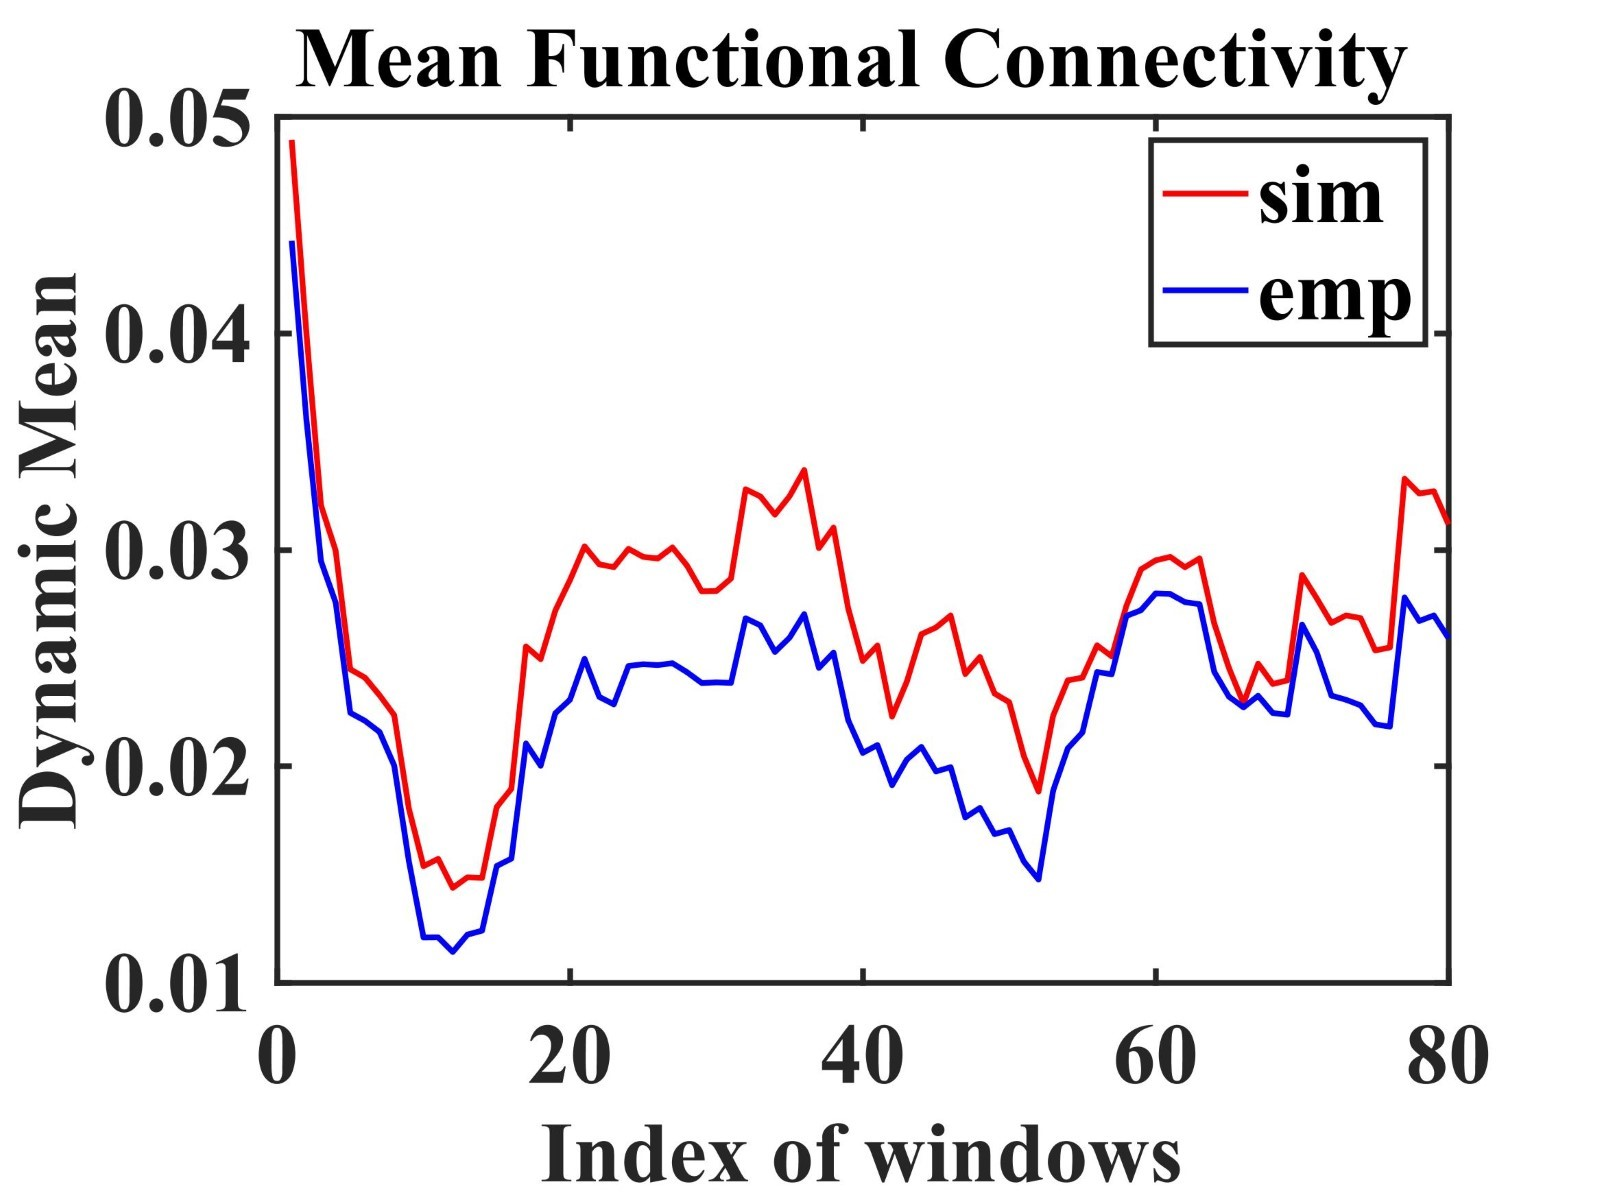 Mean Functional Connectivity
0.05
0.04
0.03
0.02
0.01
Dynamic Mean
sim
emp
0 20 40 60 80
Index of windows